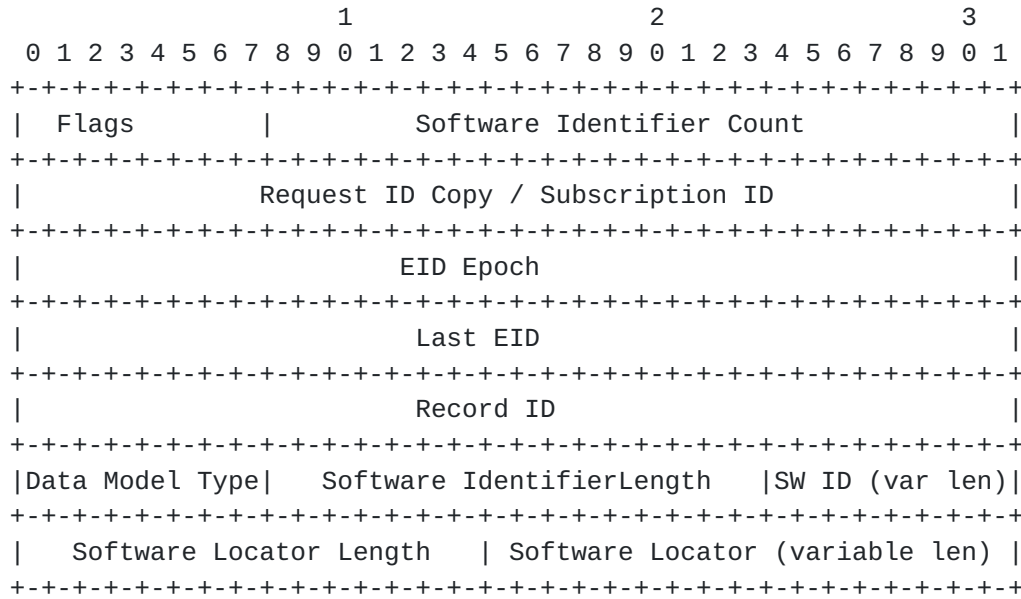 1                   2                   3
 0 1 2 3 4 5 6 7 8 9 0 1 2 3 4 5 6 7 8 9 0 1 2 3 4 5 6 7 8 9 0 1
+-+-+-+-+-+-+-+-+-+-+-+-+-+-+-+-+-+-+-+-+-+-+-+-+-+-+-+-+-+-+-+-+
|  Flags        |         Software Identifier Count             |
+-+-+-+-+-+-+-+-+-+-+-+-+-+-+-+-+-+-+-+-+-+-+-+-+-+-+-+-+-+-+-+-+
|               Request ID Copy / Subscription ID               |
+-+-+-+-+-+-+-+-+-+-+-+-+-+-+-+-+-+-+-+-+-+-+-+-+-+-+-+-+-+-+-+-+
|                        EID Epoch                              |
+-+-+-+-+-+-+-+-+-+-+-+-+-+-+-+-+-+-+-+-+-+-+-+-+-+-+-+-+-+-+-+-+
|                         Last EID                              |
+-+-+-+-+-+-+-+-+-+-+-+-+-+-+-+-+-+-+-+-+-+-+-+-+-+-+-+-+-+-+-+-+
|                         Record ID                             |
+-+-+-+-+-+-+-+-+-+-+-+-+-+-+-+-+-+-+-+-+-+-+-+-+-+-+-+-+-+-+-+-+
|Data Model Type|   Software IdentifierLength   |SW ID (var len)|
+-+-+-+-+-+-+-+-+-+-+-+-+-+-+-+-+-+-+-+-+-+-+-+-+-+-+-+-+-+-+-+-+
|   Software Locator Length   | Software Locator (variable len) |
+-+-+-+-+-+-+-+-+-+-+-+-+-+-+-+-+-+-+-+-+-+-+-+-+-+-+-+-+-+-+-+-+